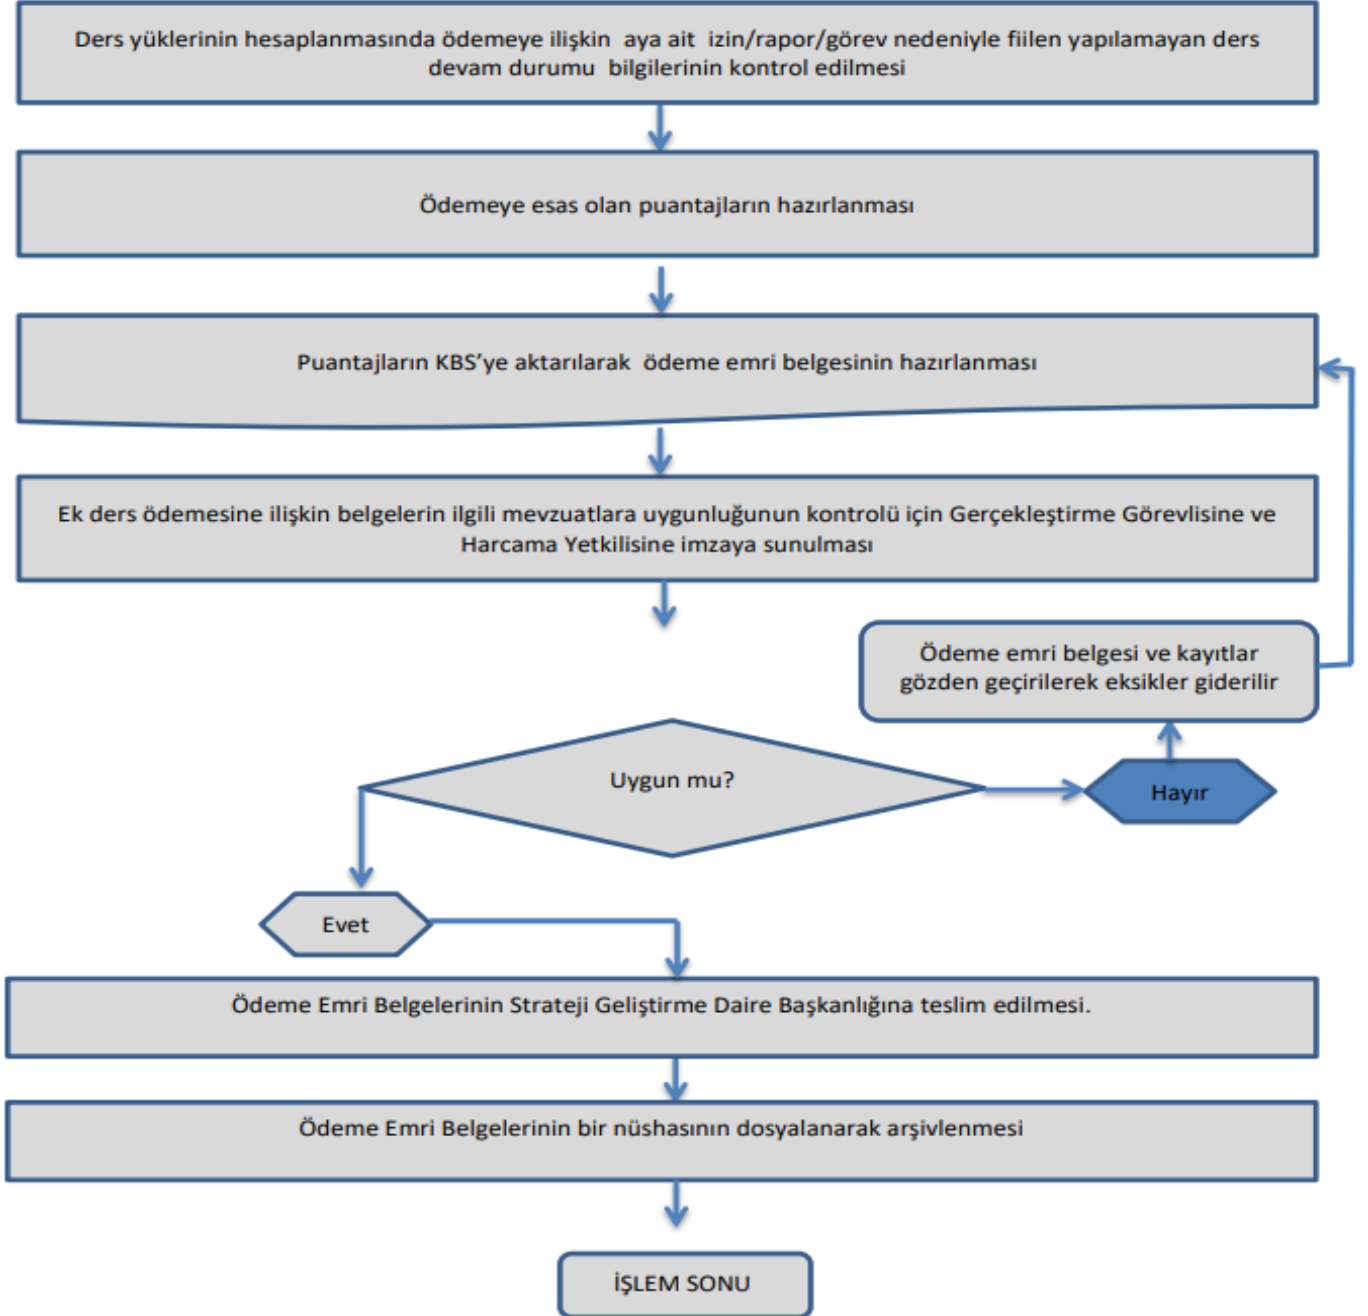 Ders yüklerinin hesaplanmasında ödemeye ilişkin aya ait izin/rapor/görev nedeniyle fiilen yapılamayan ders
devam durumu bilgilerinin kontrol edilmesi
Ödemeye esas olan puantajların hazırlanması
Puantajların KBS’ye aktarılarak ödeme emri belgesinin hazırlanması
Ek ders ödemesine ilişkin belgelerin ilgili mevzuatlara uygunluğunun kontrolü için Gerçekleştirme Görevlisine ve
Harcama Yetkilisine imzaya sunulması
Ödeme emri belgesi ve kayıtlar
gözden geçirilerek eksikler giderilir
Uygun mu?
Hayır
Evet
Ödeme Emri Belgelerinin Strateji Geliştirme Daire Başkanlığına teslim edilmesi.
Ödeme Emri Belgelerinin bir nüshasının dosyalanarak arşivlenmesi
İŞLEM SONU